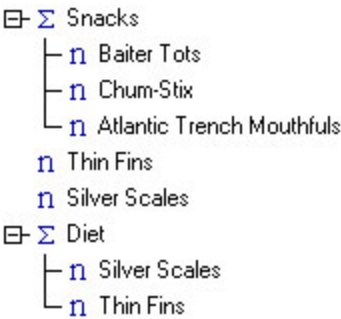 Σ Snacks
n Baiter Tots
n Chum-Stix
n Atlantic Trench Mouthfuls
n Thin Fins
n Silver Scales
Σ Diet
n Silver Scales
n Thin Fins